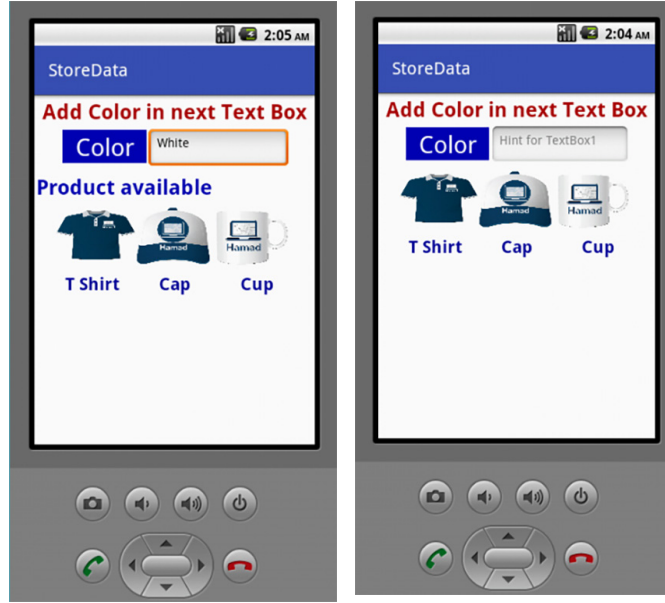 2:05 AM
StoreData
Add Color in next Text Box
Color White
Product available
Hamad Hamad
T Shirt Cap Cup
2:04 AM
StoreData
Add Color in next Text Box
Color Hint for TextBox1
Hamad Hamad
T Shirt Cap Cup